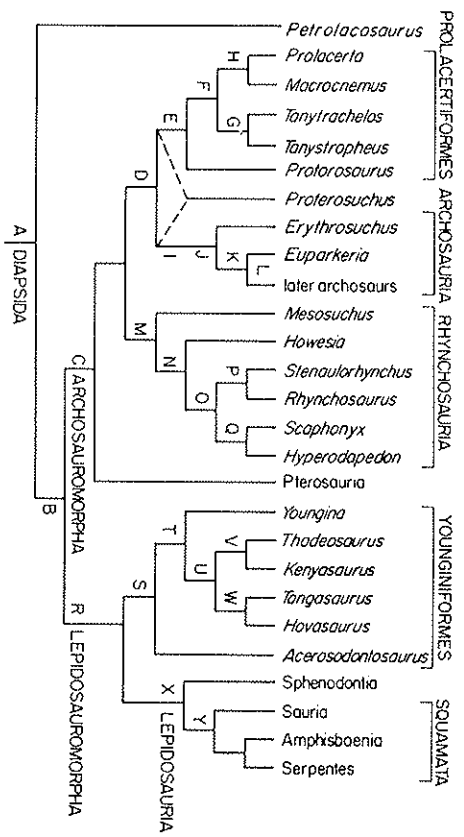 PROLACERTIFORMES
ARCHOSAURIA
RHYNCHOSAURIA
YOUNGINIFORMES
SQUAMATA
Petrolacosaurus
Prolacerta
Macrocnemus
Tanytrachelos
Tanystropheus
Protorosaurus
Proterosuchus
Erythrosuchus
Euparkeria
later archosaurs
Mesosuchus
Howesia
Stenaulorhynchus
Rhynchosaurus
Scaphonyx
Hyperodapedon
Pterosauria
Youngina
Thadeosaurus
Kenyasaurus
Tangasaurus
Hovasaurus
Acerosodontosaurus
Sphenodontia
Sauria
Amphisbaenia
Serpentes
H
G
F
E
D
L
K
J
I
P
Q
O
N
M
V
W
U
T
S
Y
X LEPIDOSAURIA
C ARCHOSAUROMORPHA
R LEPIDOSAUROMORPHA
B
A DIAPSIDA